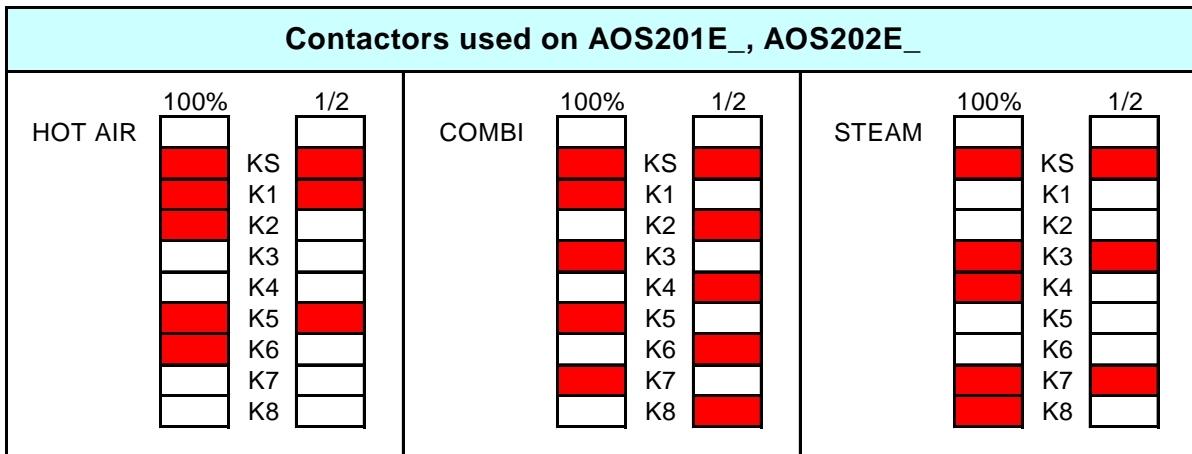 Contactors used on AOS201E_, AOS202E_
HOT AIR
100% 1/2
KS
K1
K2
K3
K4
K5
K6
K7
K8
COMBI
100% 1/2
KS
K1
K2
K3
K4
K5
K6
K7
K8
STEAM
100% 1/2
KS
K1
K2
K3
K4
K5
K6
K7
K8